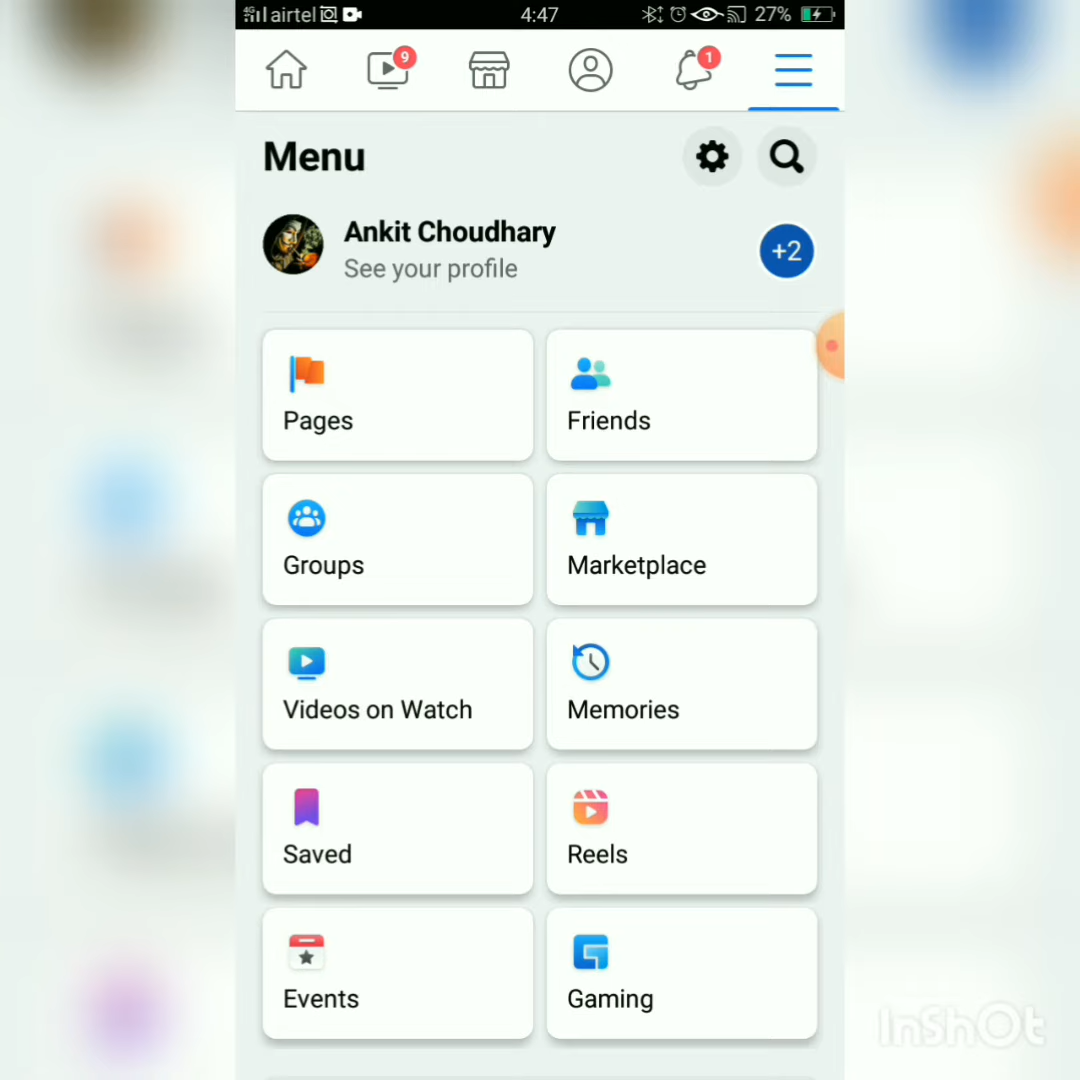 4G airtel 4:47 27%
9 1
Menu
Ankit Choudhary
See your profile
+2
Pages Friends
Groups Marketplace
Videos on Watch Memories
Saved Reels
Events Gaming
InShOt